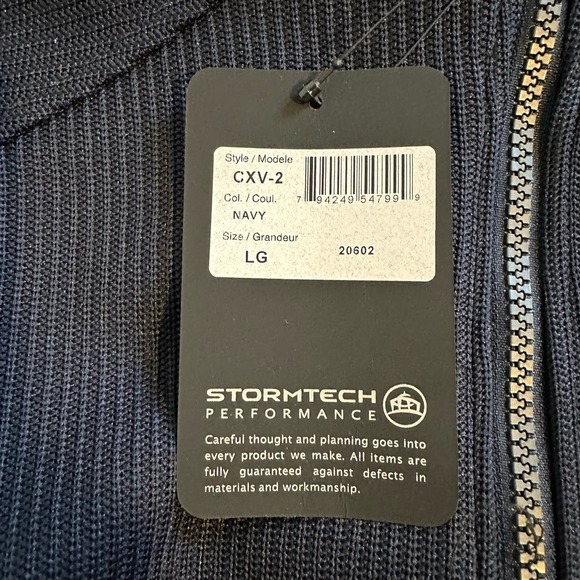 Style / Modele
CXV-2
Col. / Coul.
7 94249 54799 9
NAVY
Size / Grandeur
LG
20602
STORMTECH
PERFORMANCE
Careful thought and planning goes into
every product we make. All items are
fully guaranteed against defects in
materials and workmanship.